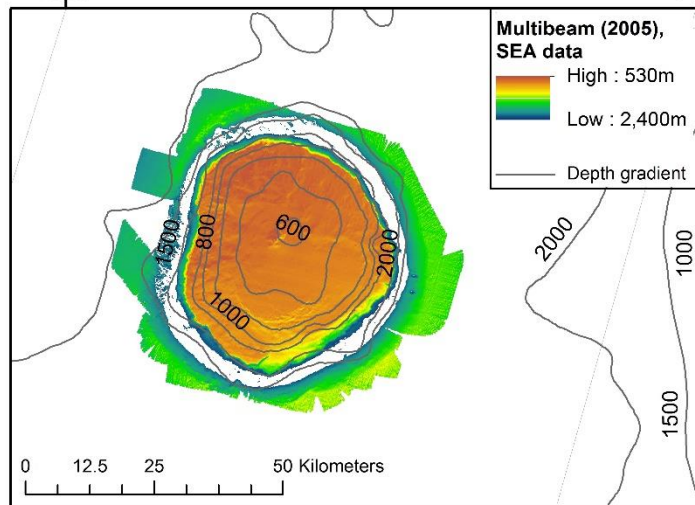 Multibeam (2005),
SEA data
High : 530m
Low : 2,400m
Depth gradient
600
800
1500
2000
1000
2000
1000
1500
0 12.5 25 50 Kilometers